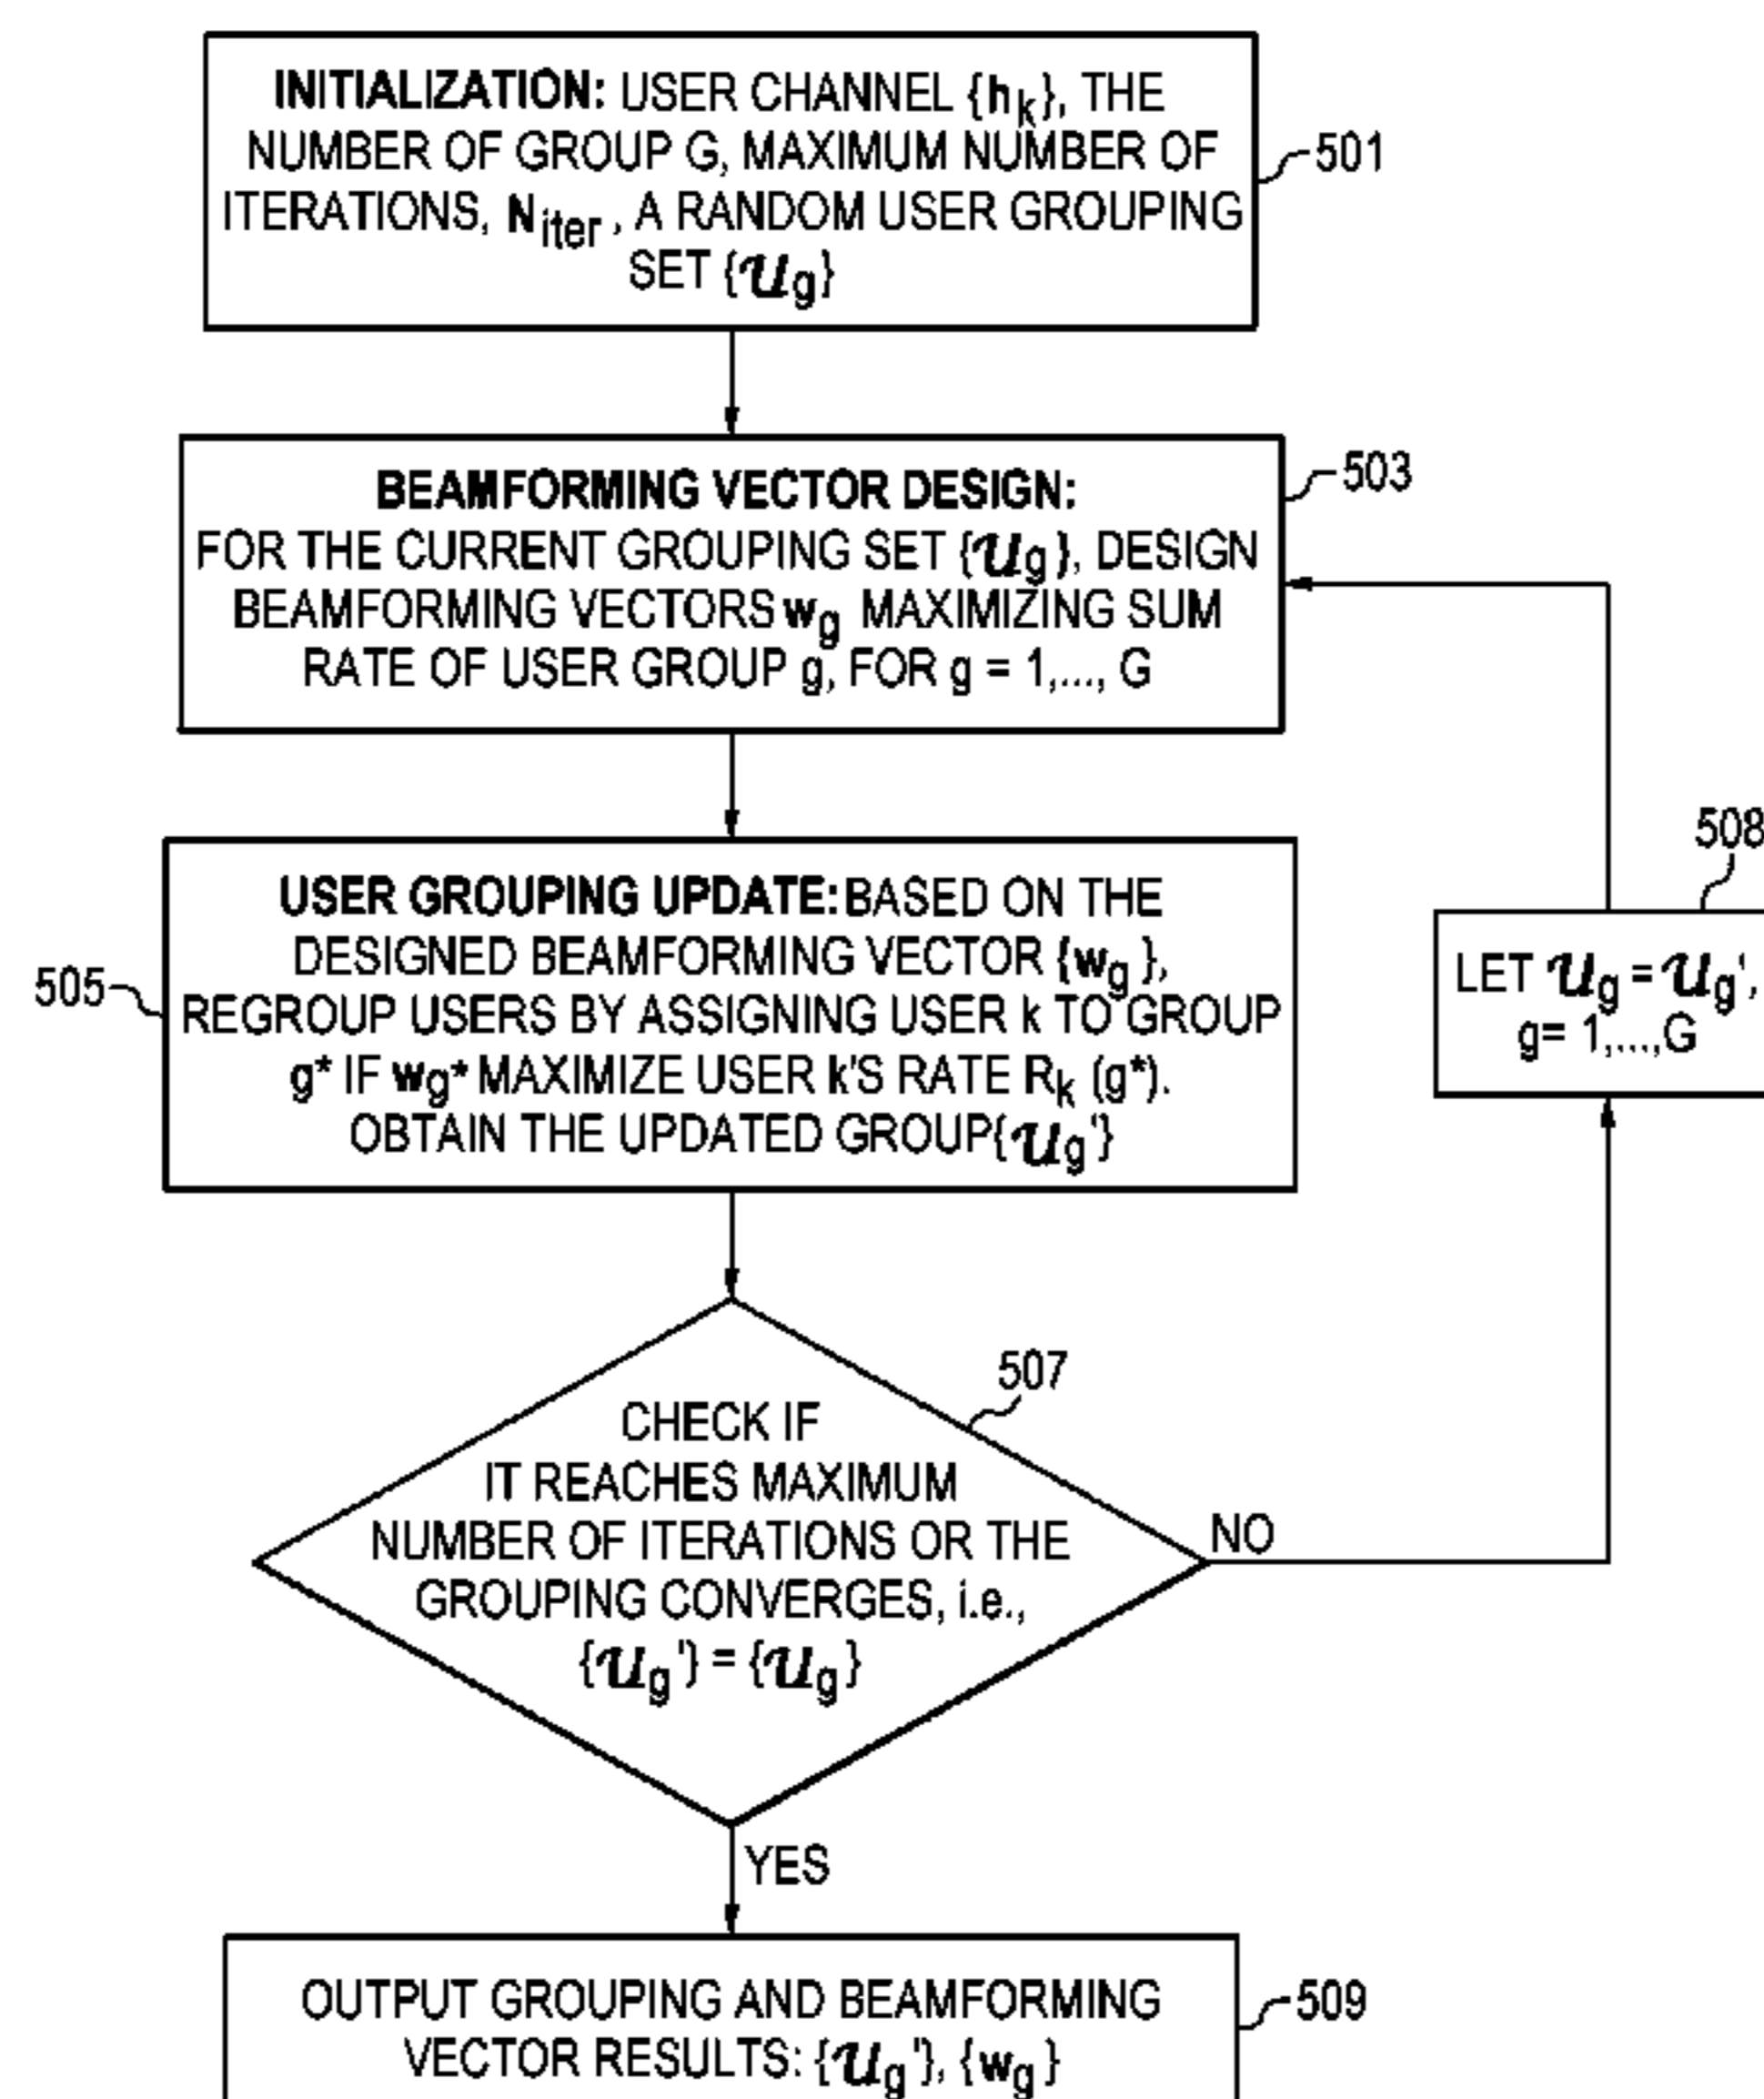 INITIALIZATION: USER CHANNEL {hk}, THE
NUMBER OF GROUP G, MAXIMUM NUMBER OF
ITERATIONS, Niter, A RANDOM USER GROUPING
SET {𝓤g}
501
BEAMFORMING VECTOR DESIGN:
FOR THE CURRENT GROUPING SET {𝓤g}, DESIGN
BEAMFORMING VECTORS wg MAXIMIZING SUM
RATE OF USER GROUP g, FOR g = 1,..., G
503
USER GROUPING UPDATE: BASED ON THE
DESIGNED BEAMFORMING VECTOR {wg},
REGROUP USERS BY ASSIGNING USER k TO GROUP
g* IF wg* MAXIMIZE USER k'S RATE Rk (g*).
OBTAIN THE UPDATED GROUP{𝓤g'}
505
508
LET 𝓤g = 𝓤g',
g= 1,...,G
507
CHECK IF
IT REACHES MAXIMUM
NUMBER OF ITERATIONS OR THE
GROUPING CONVERGES, i.e.,
{𝓤g') = {𝓤g}
NO
YES
OUTPUT GROUPING AND BEAMFORMING
VECTOR RESULTS: {𝓤g'}, {wg}
509